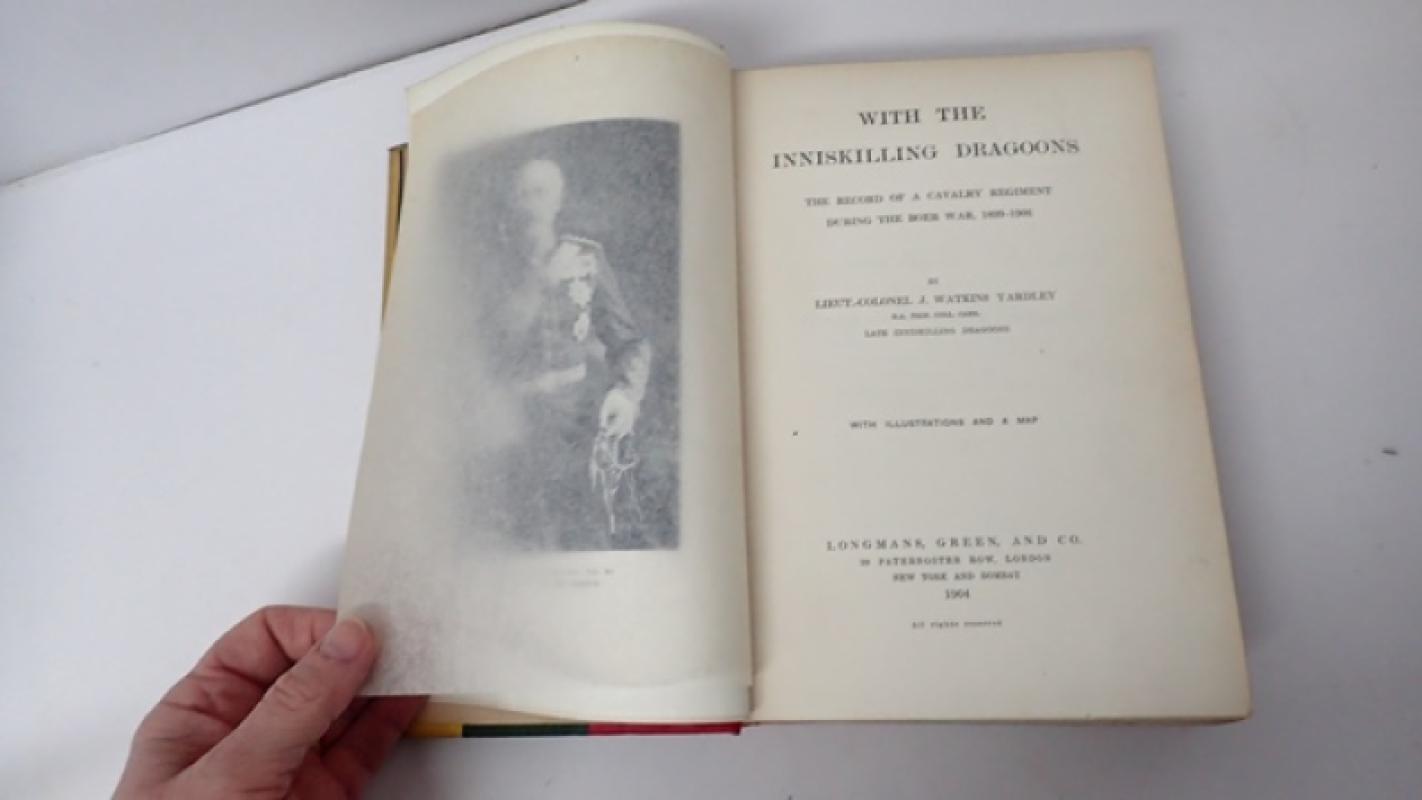 WITH THE
INNISKILLING DRAGOONS
THE RECORD OF A CAVALRY REGIMENT
DURING THE BOER WAR, 1899-1902
BY
LIEUT.-COLONEL J. WATKINS YARDLEY
LATE INNISKILLING DRAGOONS
WITH ILLUSTRATIONS AND A MAP
LONGMANS, GREEN, AND CO.
39 PATERNOSTER ROW, LONDON
NEW YORK AND BOMBAY
1904
All rights reserved